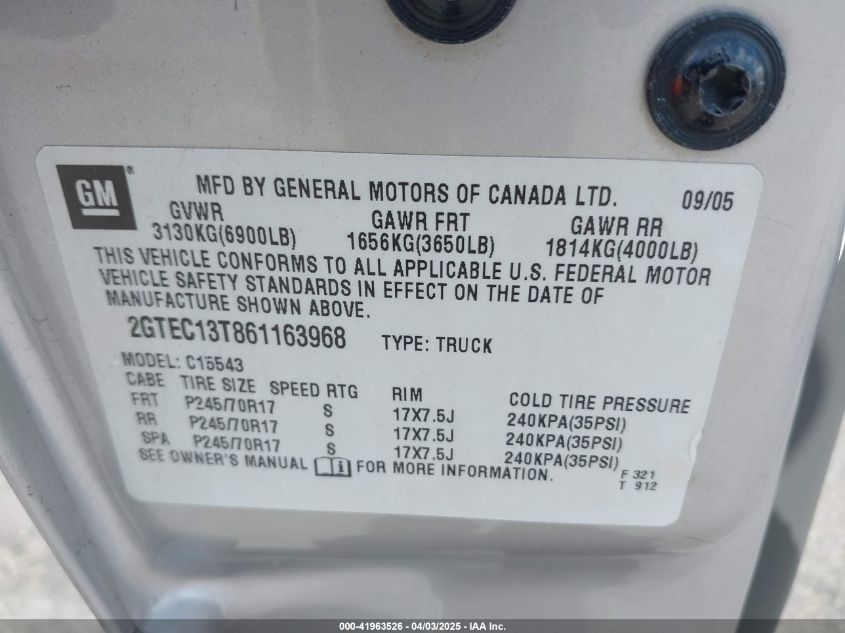 GM®
MFD BY GENERAL MOTORS OF CANADA LTD. 09/05
GVWR GAWR FRT GAWR RR
3130KG(6900LB) 1656KG(3650LB) 1814KG(4000LB)
THIS VEHICLE CONFORMS TO ALL APPLICABLE U.S. FEDERAL MOTOR
VEHICLE SAFETY STANDARDS IN EFFECT ON THE DATE OF
MANUFACTURE SHOWN ABOVE.
2GTEC13T861163968 TYPE: TRUCK
MODEL: C15543
CABE TIRE SIZE SPEED RTG RIM COLD TIRE PRESSURE
FRT P245/70R17 S 17X7.5J 240KPA(35PSI)
RR P245/70R17 S 17X7.5J 240KPA(35PSI)
SPA P245/70R17 S 17X7.5J 240KPA(35PSI)
SEE OWNER'S MANUAL FOR MORE INFORMATION.
F 321
T 912
000-41963526 - 04/03/2025 - IAA Inc.